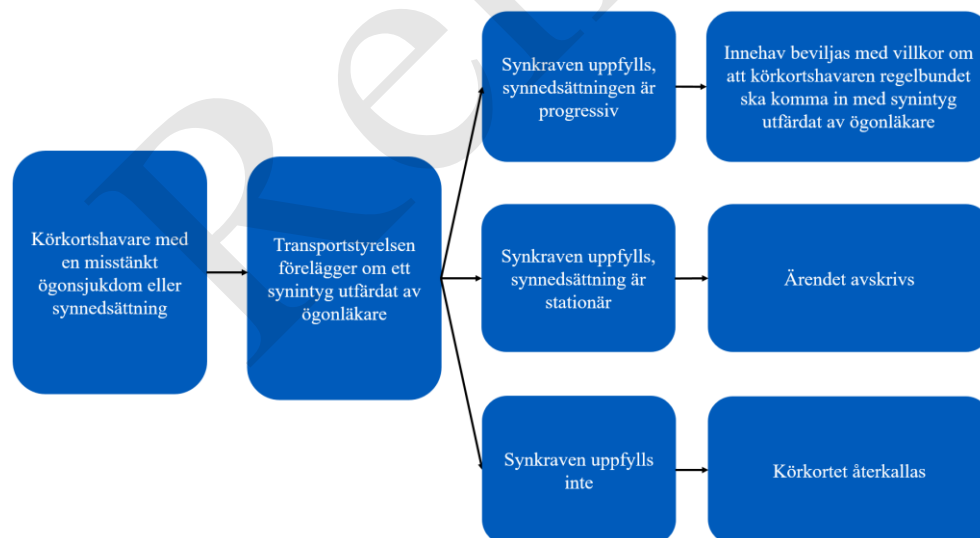 Körkortshavare med
en misstänkt
ögonsjukdom eller
synnedsättning
Transportstyrelsen
förelägger om ett
synintyg utfärdat av
ögonläkare
Synkraven uppfylls,
synnedsättningen är
progressiv
Innehav beviljas med villkor om
att körkortshavaren regelbundet
ska komma in med synintyg
utfärdat av ögonläkare
Synkraven uppfylls,
synnedsättning är
stationär
Ärendet avskrivs
Synkraven uppfylls
inte
Körkortet återkallas